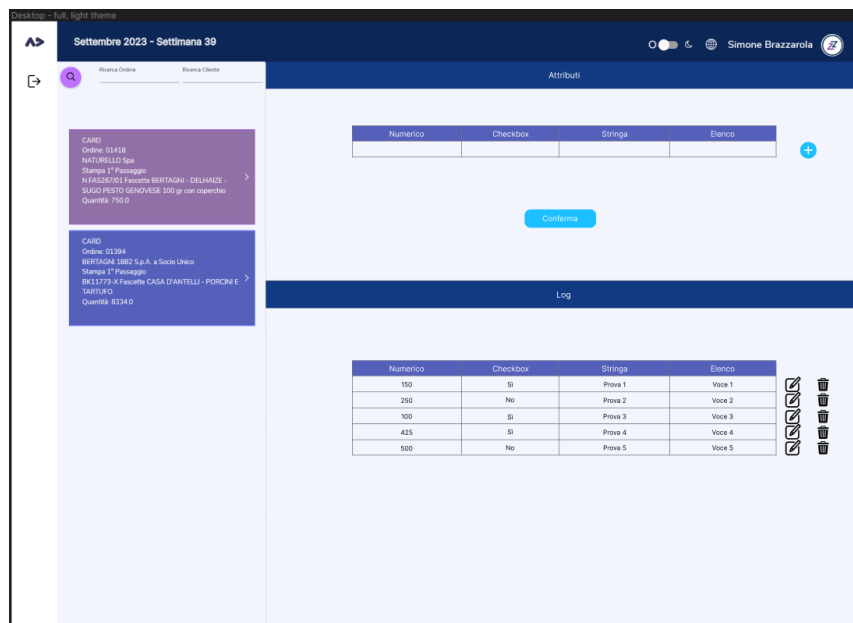 Desktop - full, light theme
Settembre 2023 - Settimana 39
Simone Brazzarola
Ricerca Ordine
Ricerca Cliente
CARD
Ordine: 01418
NATURELLO Spa
Stampa 1° Passaggio
N.FAS267/01 Fascette BERTAGNI - DELHAIZE -
SUGO PESTO GENOVESE 100 gr con coperchio
Quantità: 750.0
CARD
Ordine: 01394
BERTAGNI 1882 S.p.A. a Socio Unico
Stampa 1° Passaggio
BK11773-X Fascette CASA D'ANTELLI - PORCINI E
TARTUFO
Quantità: 8334.0
Attributi
Numerico Checkbox Stringa Elenco
Conferma
Log
Numerico Checkbox Stringa Elenco
150 Sì Prova 1 Voce 1
250 No Prova 2 Voce 2
100 Sì Prova 3 Voce 3
425 Sì Prova 4 Voce 4
500 No Prova 5 Voce 5